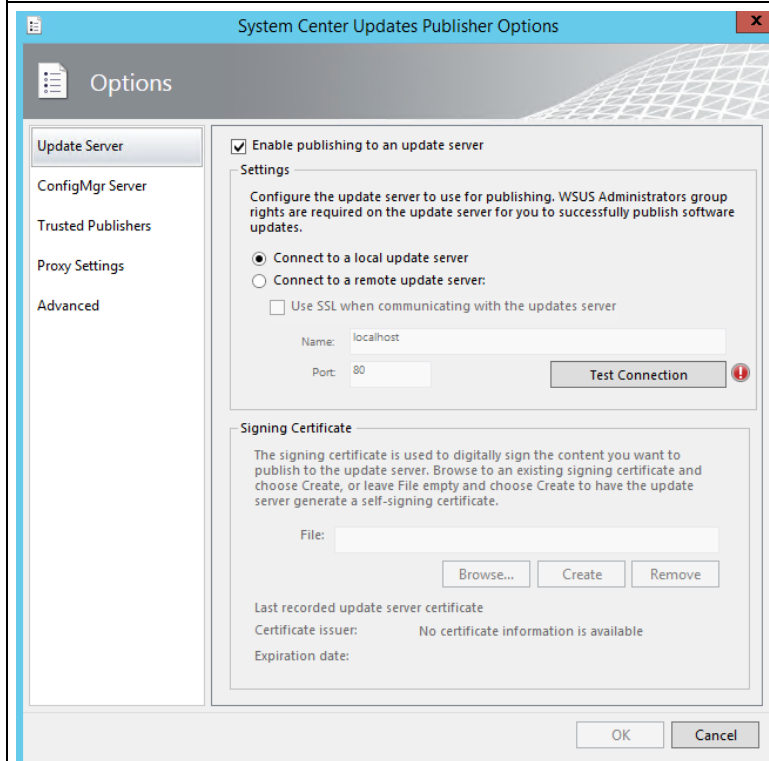 System Center Updates Publisher Options
x
Options
Update Server
ConfigMgr Server
Trusted Publishers
Proxy Settings
Advanced
Enable publishing to an update server
Settings
Configure the update server to use for publishing. WSUS Administrators group
rights are required on the update server for you to successfully publish software
updates.
Connect to a local update server
Connect to a remote update server:
Use SSL when communicating with the updates server
Name: localhost
Port: 80
Test Connection
Signing Certificate
The signing certificate is used to digitally sign the content you want to
publish to the update server. Browse to an existing signing certificate and
choose Create, or leave File empty and choose Create to have the update
server generate a self-signing certificate.
File:
Browse... Create Remove
Last recorded update server certificate
Certificate issuer: No certificate information is available
Expiration date:
OK Cancel